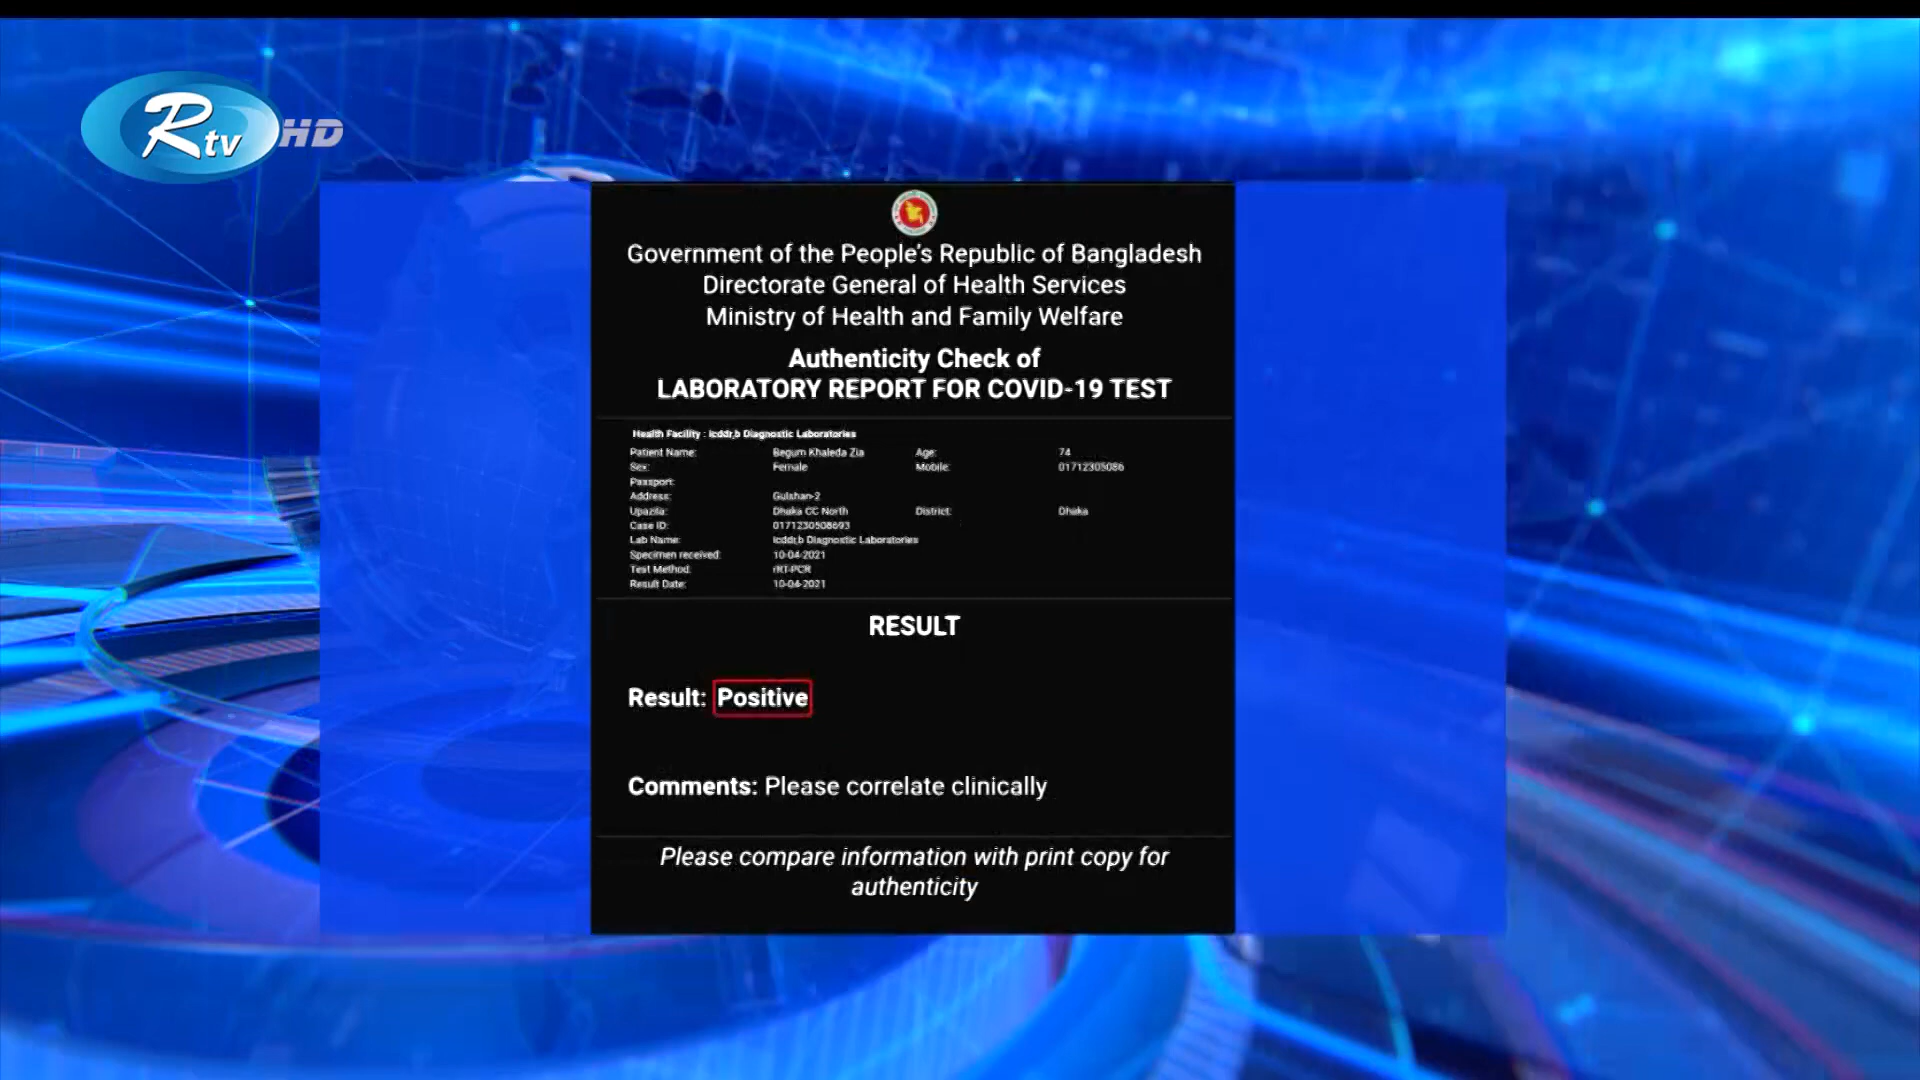 Rtv HD
Government of the People's Republic of Bangladesh
Directorate General of Health Services
Ministry of Health and Family Welfare
Authenticity Check of
LABORATORY REPORT FOR COVID-19 TEST
Health Facility : icddr,b Diagnostic Laboratories
Patient Name: Begum Khaleda Zia Age: 74
Sex: Female Mobile: 01712305086
Passport:
Address: Gulshan-2
Upazila: Dhaka CC North District: Dhaka
Case ID: 0171230508693
Lab Name: icddr,b Diagnostic Laboratories
Specimen received: 10-04-2021
Test Method: rRT-PCR
Result Date: 10-04-2021
RESULT
Result: Positive
Comments: Please correlate clinically
Please compare information with print copy for
authenticity